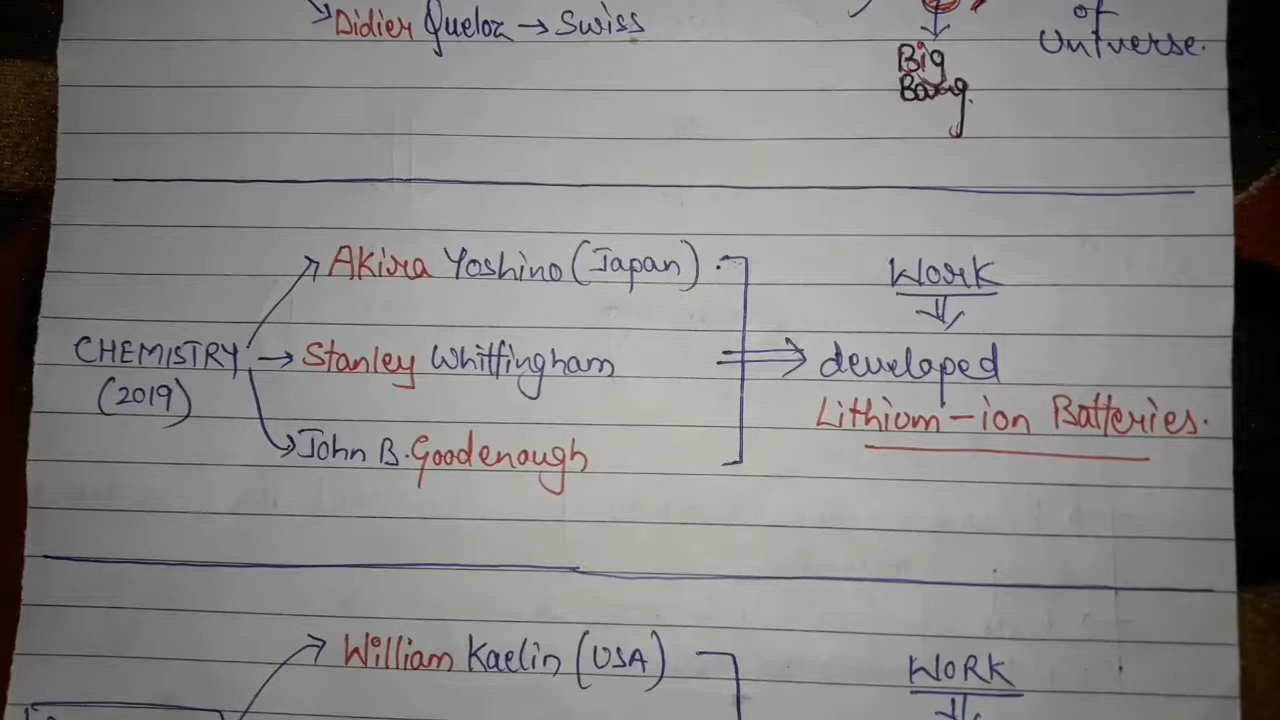 Didier Queloz → Swiss
of
Universe.
Big
Bang.
Akira Yoshino (Japan)
WORK
CHEMISTRY → Stanley Whittingham
developed
(2019)
Lithium-ion Batteries.
John B. Goodenough
William Kaelin (USA)
WORK